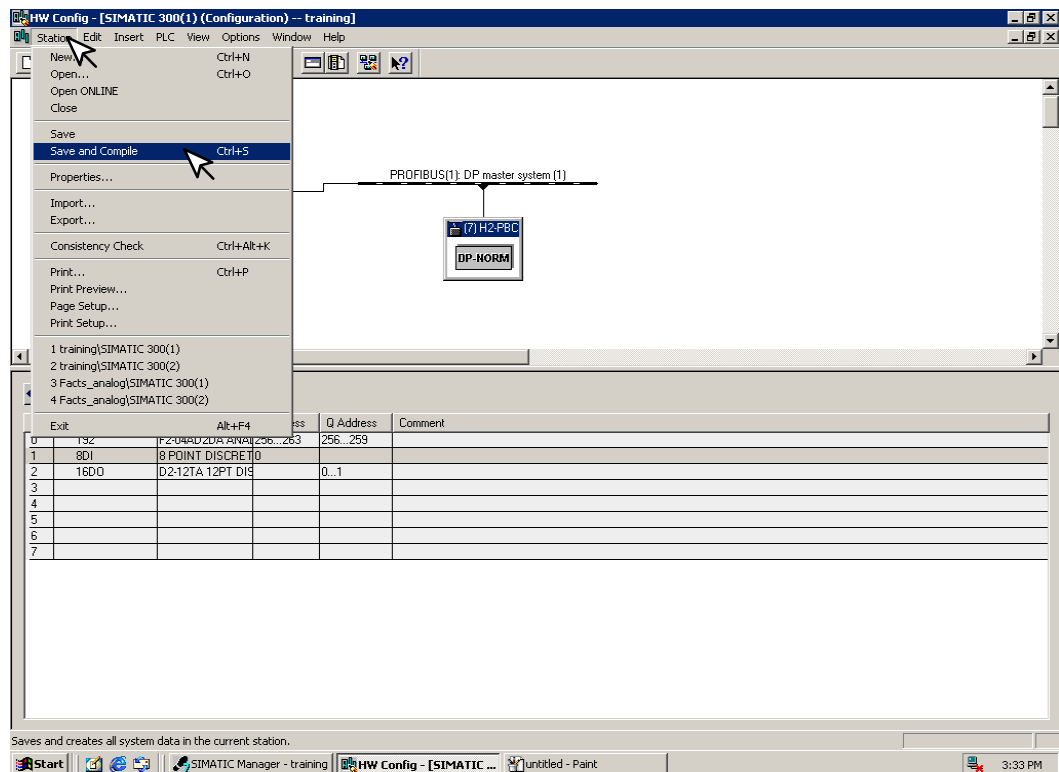 HW Config - [SIMATIC 300(1) (Configuration) -- training]
Station Edit Insert PLC View Options Window Help
New... Ctrl+N
Open... Ctrl+O
Open ONLINE
Close
Save
Save and Compile Ctrl+S
Properties...
Import...
Export...
Consistency Check Ctrl+Alt+K
Print... Ctrl+P
Print Preview...
Page Setup...
Print Setup...
1 training\SIMATIC 300(1)
2 training\SIMATIC 300(2)
3 Facts_analog\SIMATIC 300(1)
4 Facts_analog\SIMATIC 300(2)
Exit Alt+F4
PROFIBUS(1): DP master system (1)
(7) H2-PBC
DP-NORM
ess Q Address Comment
0 192 F2-04AD2DA ANAL 256...263 256...259
1 8DI 8 POINT DISCRET 0
2 16DO D2-12TA 12PT DIS 0...1
3
4
5
6
7
Saves and creates all system data in the current station.
Start SIMATIC Manager - training HW Config - [SIMATIC ... untitled - Paint 3:33 PM